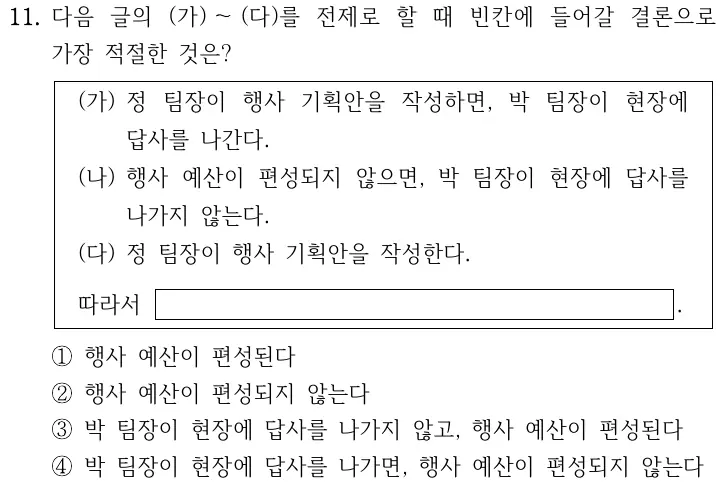 11. 다음 글의 (가) ~ (다)를 전제로 할 때 빈칸에 들어갈 결론으로
가장 적절한 것은?
(가) 정 팀장이 행사 기획안을 작성하면, 박 팀장이 현장에
답사를 나간다.
(나) 행사 예산이 편성되지 않으면, 박 팀장이 현장에 답사를
나가지 않는다.
(다) 정 팀장이 행사 기획안을 작성한다.
따라서 .
① 행사 예산이 편성된다
② 행사 예산이 편성되지 않는다
③ 박 팀장이 현장에 답사를 나가지 않고, 행사 예산이 편성된다
④ 박 팀장이 현장에 답사를 나가면, 행사 예산이 편성되지 않는다